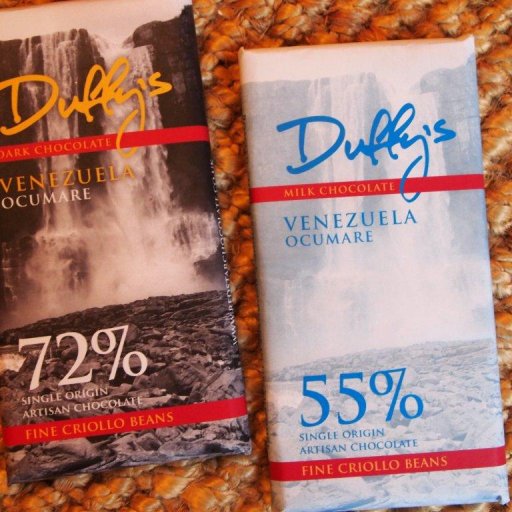 Duffy's
DARK CHOCOLATE
VENEZUELA
OCUMARE
72%
SINGLE ORIGIN
ARTISAN CHOCOLATE
FINE CRIOLLO BEANS
Duffy's
MILK CHOCOLATE
VENEZUELA
OCUMARE
55%
SINGLE ORIGIN
ARTISAN CHOCOLATE
FINE CRIOLLO BEANS